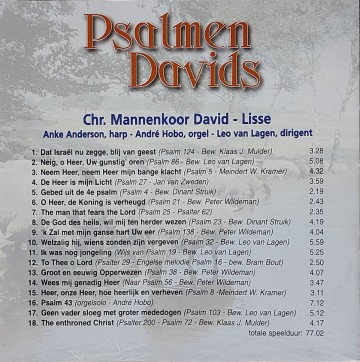 Psalmen
Davids
Chr. Mannenkoor David - Lisse
Anke Anderson, harp - André Hobo, orgel - Leo van Lagen, dirigent
1. Dat Israël nu zegge, blij van geest (Psalm 124 - Bew. Klaas J. Mulder) 3.28
2. Neig, o Heer, Uw gunstig' oren (Psalm 86 - Bew. Leo van Lagen) 5.08
3. Neem Heer, neem Heer mijn bange klacht (Psalm 5 - Meindert W. Kramer) 4.32
4. De Heer is mijn Licht (Psalm 27 - Jan van Zweden) 3.59
5. Gebed uit de 4e psalm (Psalm 4 - Bew. Dinant Struik) 2.19
6. O Heer, de Koning is verheugd (Psalm 21 - Bew. Peter Wildeman) 4.04
7. The man that fears the Lord (Psalm 25 - Psalter 62) 2.35
8. De God des heils, wil mij ten herder wezen (Psalm 23 - Bew. Dinant Struik) 4.15
9. 'k Zal met mijn ganse hart Uw eer (Psalm 138 - Bew. Peter Wildeman) 4.04
10. Welzalig hij, wiens zonden zijn vergeven (Psalm 32 - Bew. Leo van Lagen) 5.59
11. Ik was nog jongeling (Wijs van Psalm 19 - Bew. Leo van Lagen) 5.25
12. To Thee o Lord (Psalter 29 - Engelse melodie Psalm 16 - bew. Bram Bout) 2.50
13. Groot en eeuwig Opperwezen (Psalm 38 - Bew. Peter Wildeman) 4.07
14. Wees mij genadig Heer (Naar Psalm 56 - Bew. Peter Wildeman) 3.47
15. Heer, onze Heer, hoe heerlijk en verheven (Psalm 8 -Meindert W. Kramer) 3.11
16. Psalm 43 (orgelsolo - André Hobo) 7.12
17. Geen vader sloeg met groter mededogen (Psalm 103 - Bew. Leo van Lagen) 5.12
18. The enthroned Christ (Psalter 200 - Psalm 72 - Bew. Klaas J. Mulder) 4.17
totale speelduur: 77.02